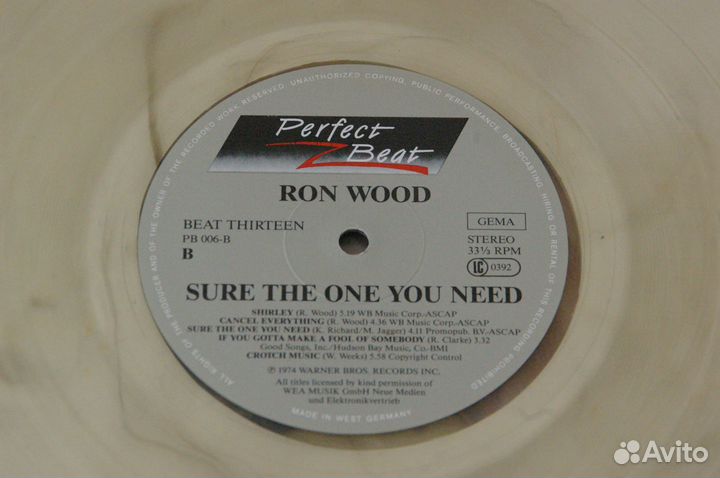 ALL RIGHTS OF THE PRODUCER AND OF THE OWNER OF THE RECORDED WORK RESERVED. UNAUTHORIZED COPYING, PUBLIC PERFORMANCE, BROADCASTING, HIRING OR RENTAL OF THIS RECORDING PROHIBITED
Perfect
Beat
RON WOOD
BEAT THIRTEEN
PB 006-B
B
GEMA
STEREO
33⅓ RPM
LC 0392
SURE THE ONE YOU NEED
SHIRLEY (R. Wood) 5.19 WB Music Corp.-ASCAP
CANCEL EVERYTHING (R. Wood) 4.36 WB Music Corp.-ASCAP
SURE THE ONE YOU NEED (K. Richard/M. Jagger) 4.11 Promopub. BV.-ASCAP
IF YOU GOTTA MAKE A FOOL OF SOMEBODY (R. Clarke) 3.32
Good Songs, Inc./Hudson Bay Music, Co.-BMI
CROTCH MUSIC (W. Weeks) 5.58 Copyright Control
℗ 1974 WARNER BROS. RECORDS INC.
All titles licensed by kind permission of
WEA MUSIK GmbH Neue Medien
und Elektronikvertrieb
MADE IN WEST GERMANY
Avito